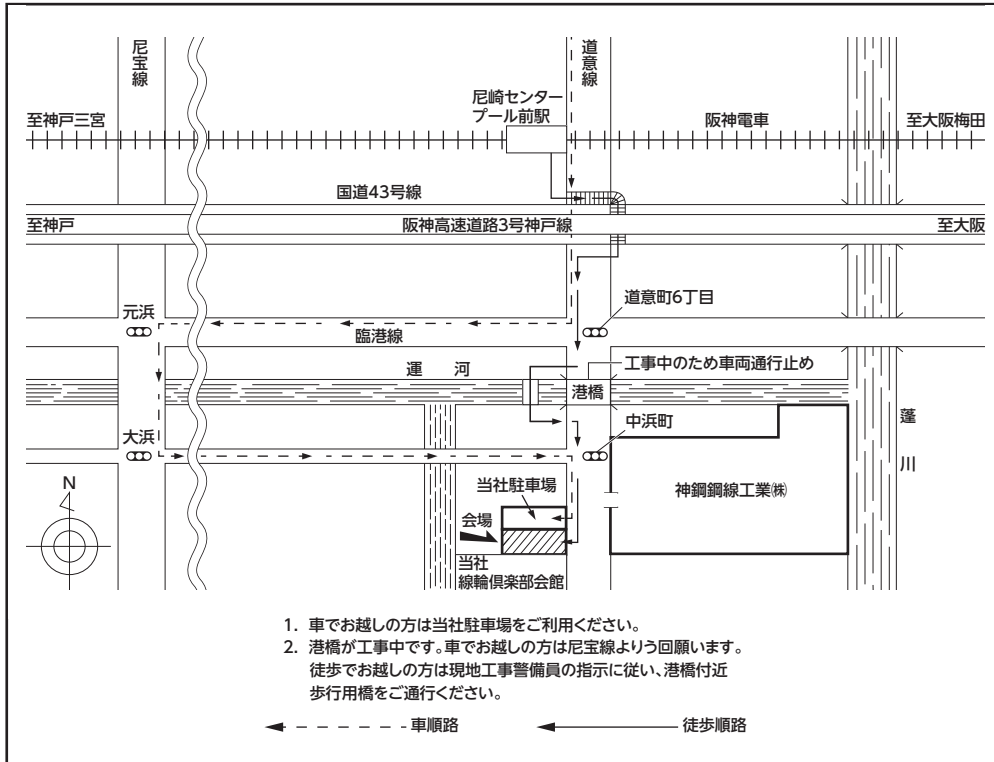 尼宝線
道意線
尼崎センター
プール前駅
至神戸三宮
阪神電車
至大阪梅田
国道43号線
至神戸
阪神高速道路3号神戸線
至大阪
元浜
道意町6丁目
臨港線
運河
工事中のため車両通行止め
港橋
蓬川
大浜
中浜町
N
当社駐車場
神鋼鋼線工業㈱
会場
当社
線輪倶楽部会館
1. 車でお越しの方は当社駐車場をご利用ください。
2. 港橋が工事中です。車でお越しの方は尼宝線よりう回願います。
徒歩でお越しの方は現地工事警備員の指示に従い、港橋付近
歩行用橋をご通行ください。
車順路
徒歩順路